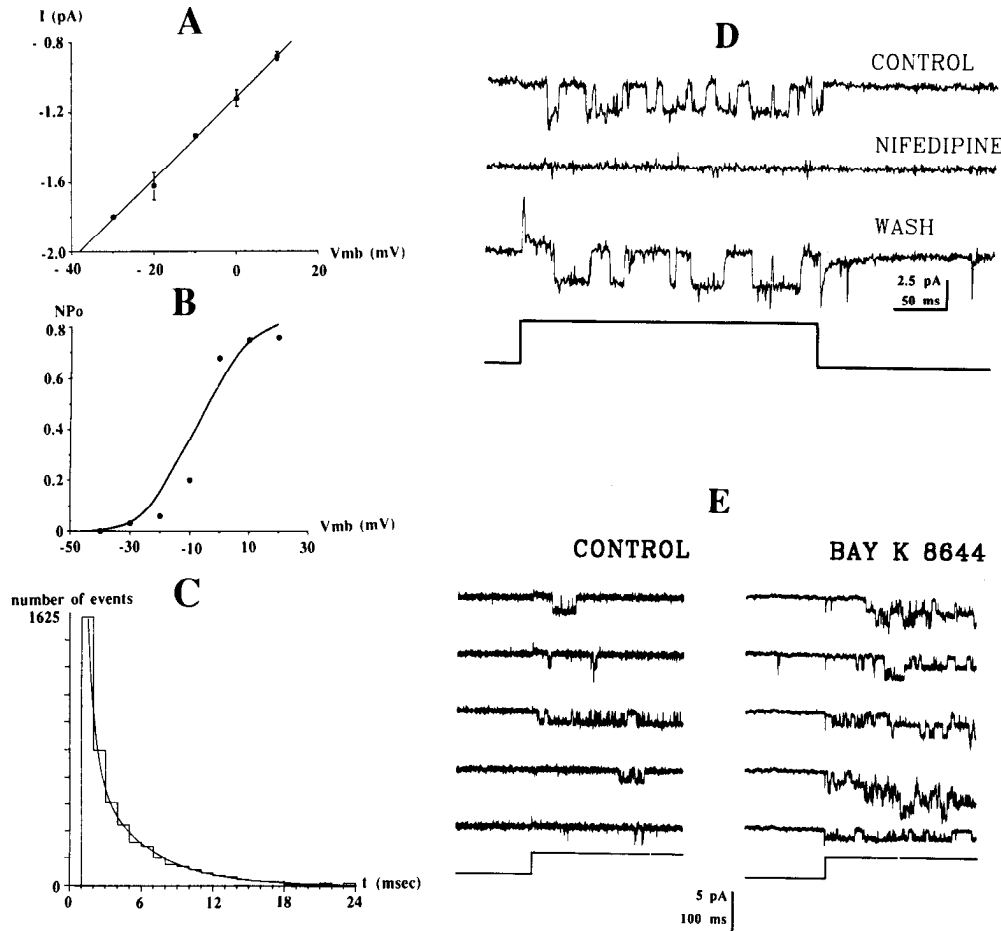 A
I (pA)
- 0.8
-1.2
-1.6
-2.0
- 40
-20
0
20
Vmb (mV)
B
NPo
0.8
0.6
0.4
0.2
0
-50
-30
-10
10
30
Vmb (mV)
C
number of events
1625
0
0
6
12
18
24
t (msec)
D
CONTROL
NIFEDIPINE
WASH
2.5 pA
50 ms
E
CONTROL
BAY K 8644
5 pA
100 ms